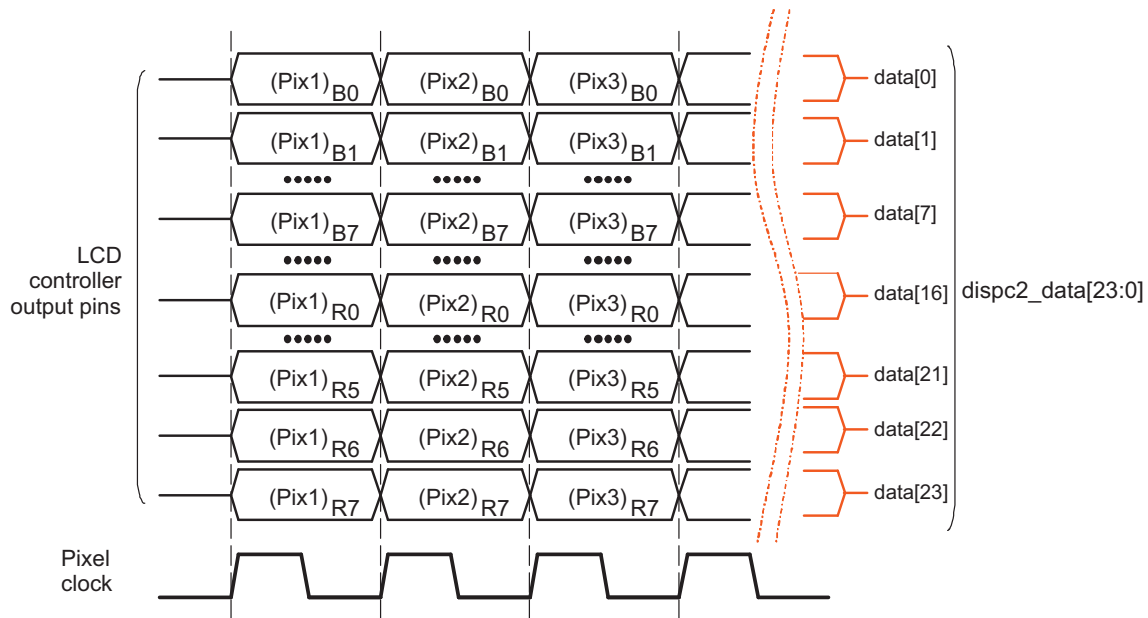 (Pix1)B0 (Pix2)B0 (Pix3)B0 data[0]
(Pix1)B1 (Pix2)B1 (Pix3)B1 data[1]
(Pix1)B7 (Pix2)B7 (Pix3)B7 data[7]
LCD
controller
output pins
(Pix1)R0 (Pix2)R0 (Pix3)R0 data[16]
dispc2_data[23:0]
(Pix1)R5 (Pix2)R5 (Pix3)R5 data[21]
(Pix1)R6 (Pix2)R6 (Pix3)R6 data[22]
(Pix1)R7 (Pix2)R7 (Pix3)R7 data[23]
Pixel
clock